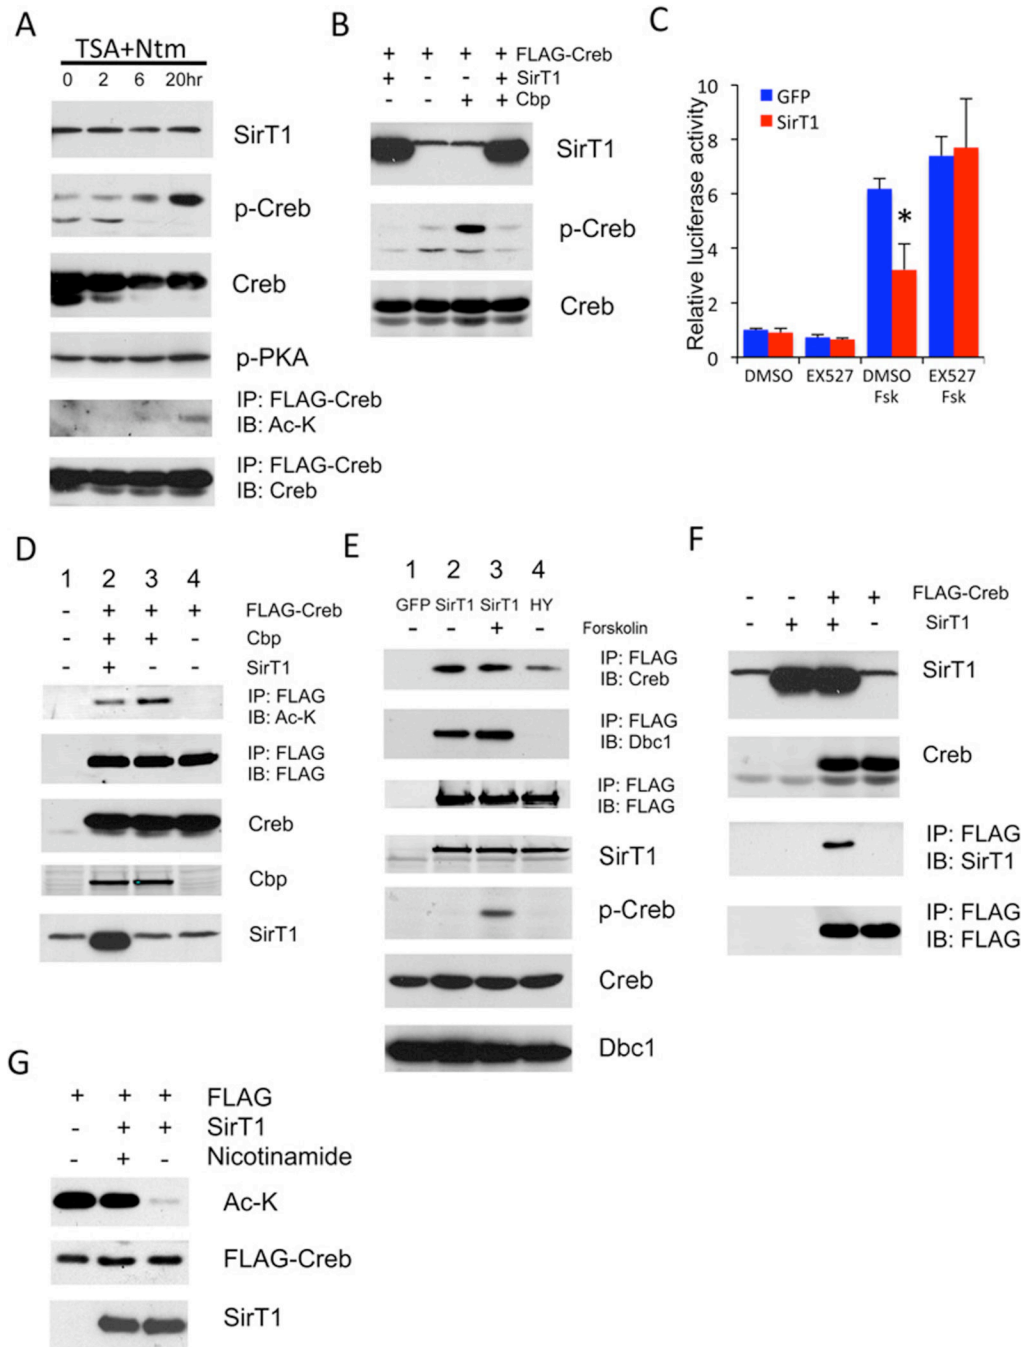 A
TSA+Ntm
0 2 6 20hr
SirT1
p-Creb
Creb
p-PKA
IP: FLAG-Creb
IB: Ac-K
IP: FLAG-Creb
IB: Creb
B
+ + + + FLAG-Creb
+ - - + SirT1
- - + + Cbp
SirT1
p-Creb
Creb
C
Relative luciferase activity
10
8
6
4
2
0
GFP
SirT1
*
DMSO EX527 DMSO EX527
Fsk Fsk
D
1 2 3 4
- + + + FLAG-Creb
- + + - Cbp
- + - - SirT1
IP: FLAG
IB: Ac-K
IP: FLAG
IB: FLAG
Creb
Cbp
SirT1
E
1 2 3 4
GFP SirT1 SirT1 HY
- - + - Forskolin
IP: FLAG
IB: Creb
IP: FLAG
IB: Dbc1
IP: FLAG
IB: FLAG
SirT1
p-Creb
Creb
Dbc1
F
- - + + FLAG-Creb
- + + - SirT1
SirT1
Creb
IP: FLAG
IB: SirT1
IP: FLAG
IB: FLAG
G
+ + + FLAG
- + + SirT1
- + - Nicotinamide
Ac-K
FLAG-Creb
SirT1